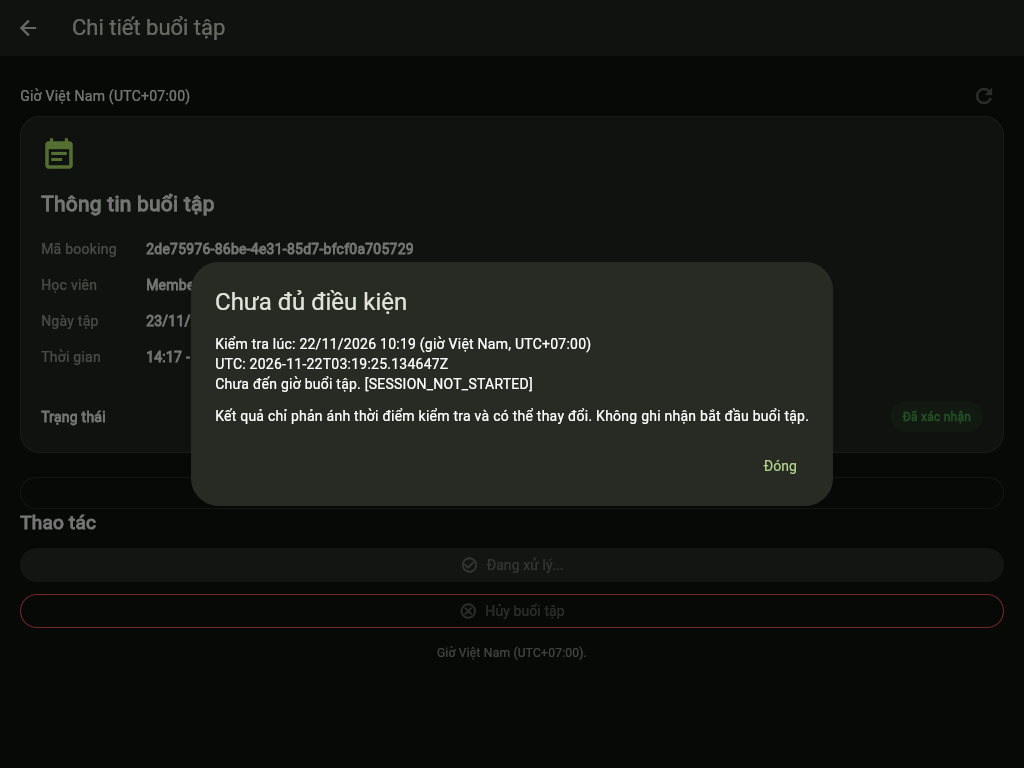 Chi tiết buổi tập
Giờ Việt Nam (UTC+07:00)
Thông tin buổi tập
Mã booking 2de75976-86be-4e31-85d7-bfcf0a705729
Học viên
Ngày tập 23/11/
Thời gian 14:17 -
Chưa đủ điều kiện
Kiểm tra lúc: 22/11/2026 10:19 (giờ Việt Nam, UTC+07:00)
UTC: 2026-11-22T03:19:25.134647Z
Chưa đến giờ buổi tập. [SESSION_NOT_STARTED]
Kết quả chỉ phản ánh thời điểm kiểm tra và có thể thay đổi. Không ghi nhận bắt đầu buổi tập.
Đóng
Trạng thái Đã xác nhận
Thao tác
Đang xử lý...
Hủy buổi tập
Giờ Việt Nam (UTC+07:00).